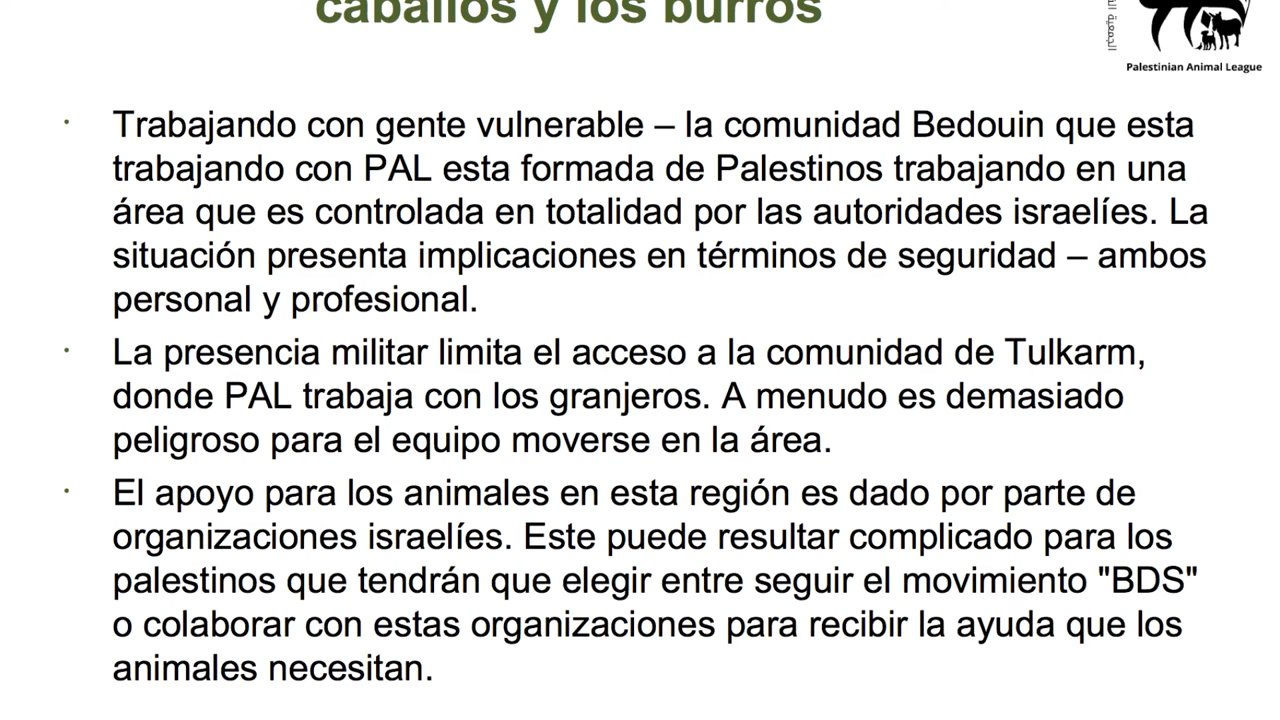 caballos y los burros
Palestinian Animal League
· Trabajando con gente vulnerable – la comunidad Bedouin que esta
trabajando con PAL esta formada de Palestinos trabajando en una
área que es controlada en totalidad por las autoridades israelíes. La
situación presenta implicaciones en términos de seguridad – ambos
personal y profesional.
· La presencia militar limita el acceso a la comunidad de Tulkarm,
donde PAL trabaja con los granjeros. A menudo es demasiado
peligroso para el equipo moverse en la área.
· El apoyo para los animales en esta región es dado por parte de
organizaciones israelíes. Este puede resultar complicado para los
palestinos que tendrán que elegir entre seguir el movimiento "BDS"
o colaborar con estas organizaciones para recibir la ayuda que los
animales necesitan.